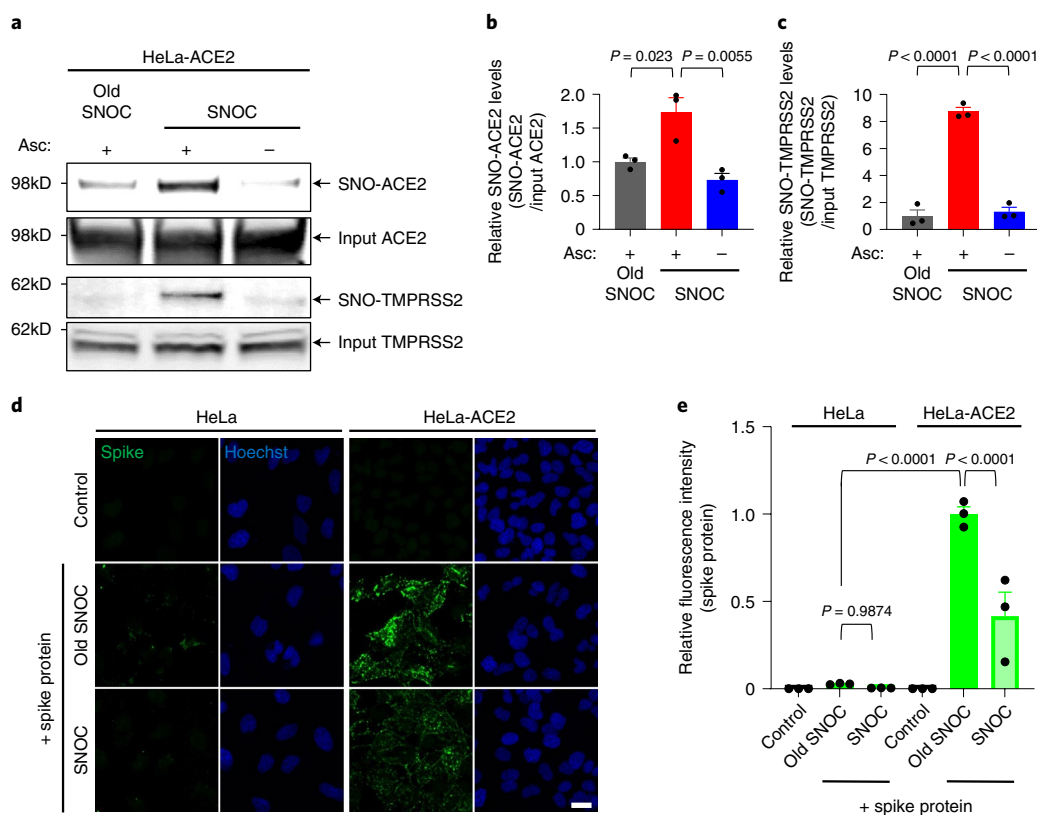 a
HeLa-ACE2
Old
SNOC
SNOC
Asc: + + −
98kD
SNO-ACE2
98kD
Input ACE2
62kD
SNO-TMPRSS2
62kD
Input TMPRSS2
b
P = 0.023 P = 0.0055
Relative SNO-ACE2 levels
(SNO-ACE2
/input ACE2)
2.0
1.5
1.0
0.5
0
Asc: + + −
Old
SNOC SNOC
c
P < 0.0001 P < 0.0001
Relative SNO-TMPRSS2 levels
(SNO-TMPRSS2
/input TMPRSS2)
10
8
6
4
2
0
Asc: + + −
Old
SNOC SNOC
d
HeLa HeLa-ACE2
Spike Hoechst
Control
Old SNOC
SNOC
+ spike protein
e
HeLa HeLa-ACE2
Relative fluorescence intensity
(spike protein)
1.5
1.0
0.5
0
P < 0.0001 P < 0.0001
P = 0.9874
Control Old SNOC SNOC Control Old SNOC SNOC
+ spike protein